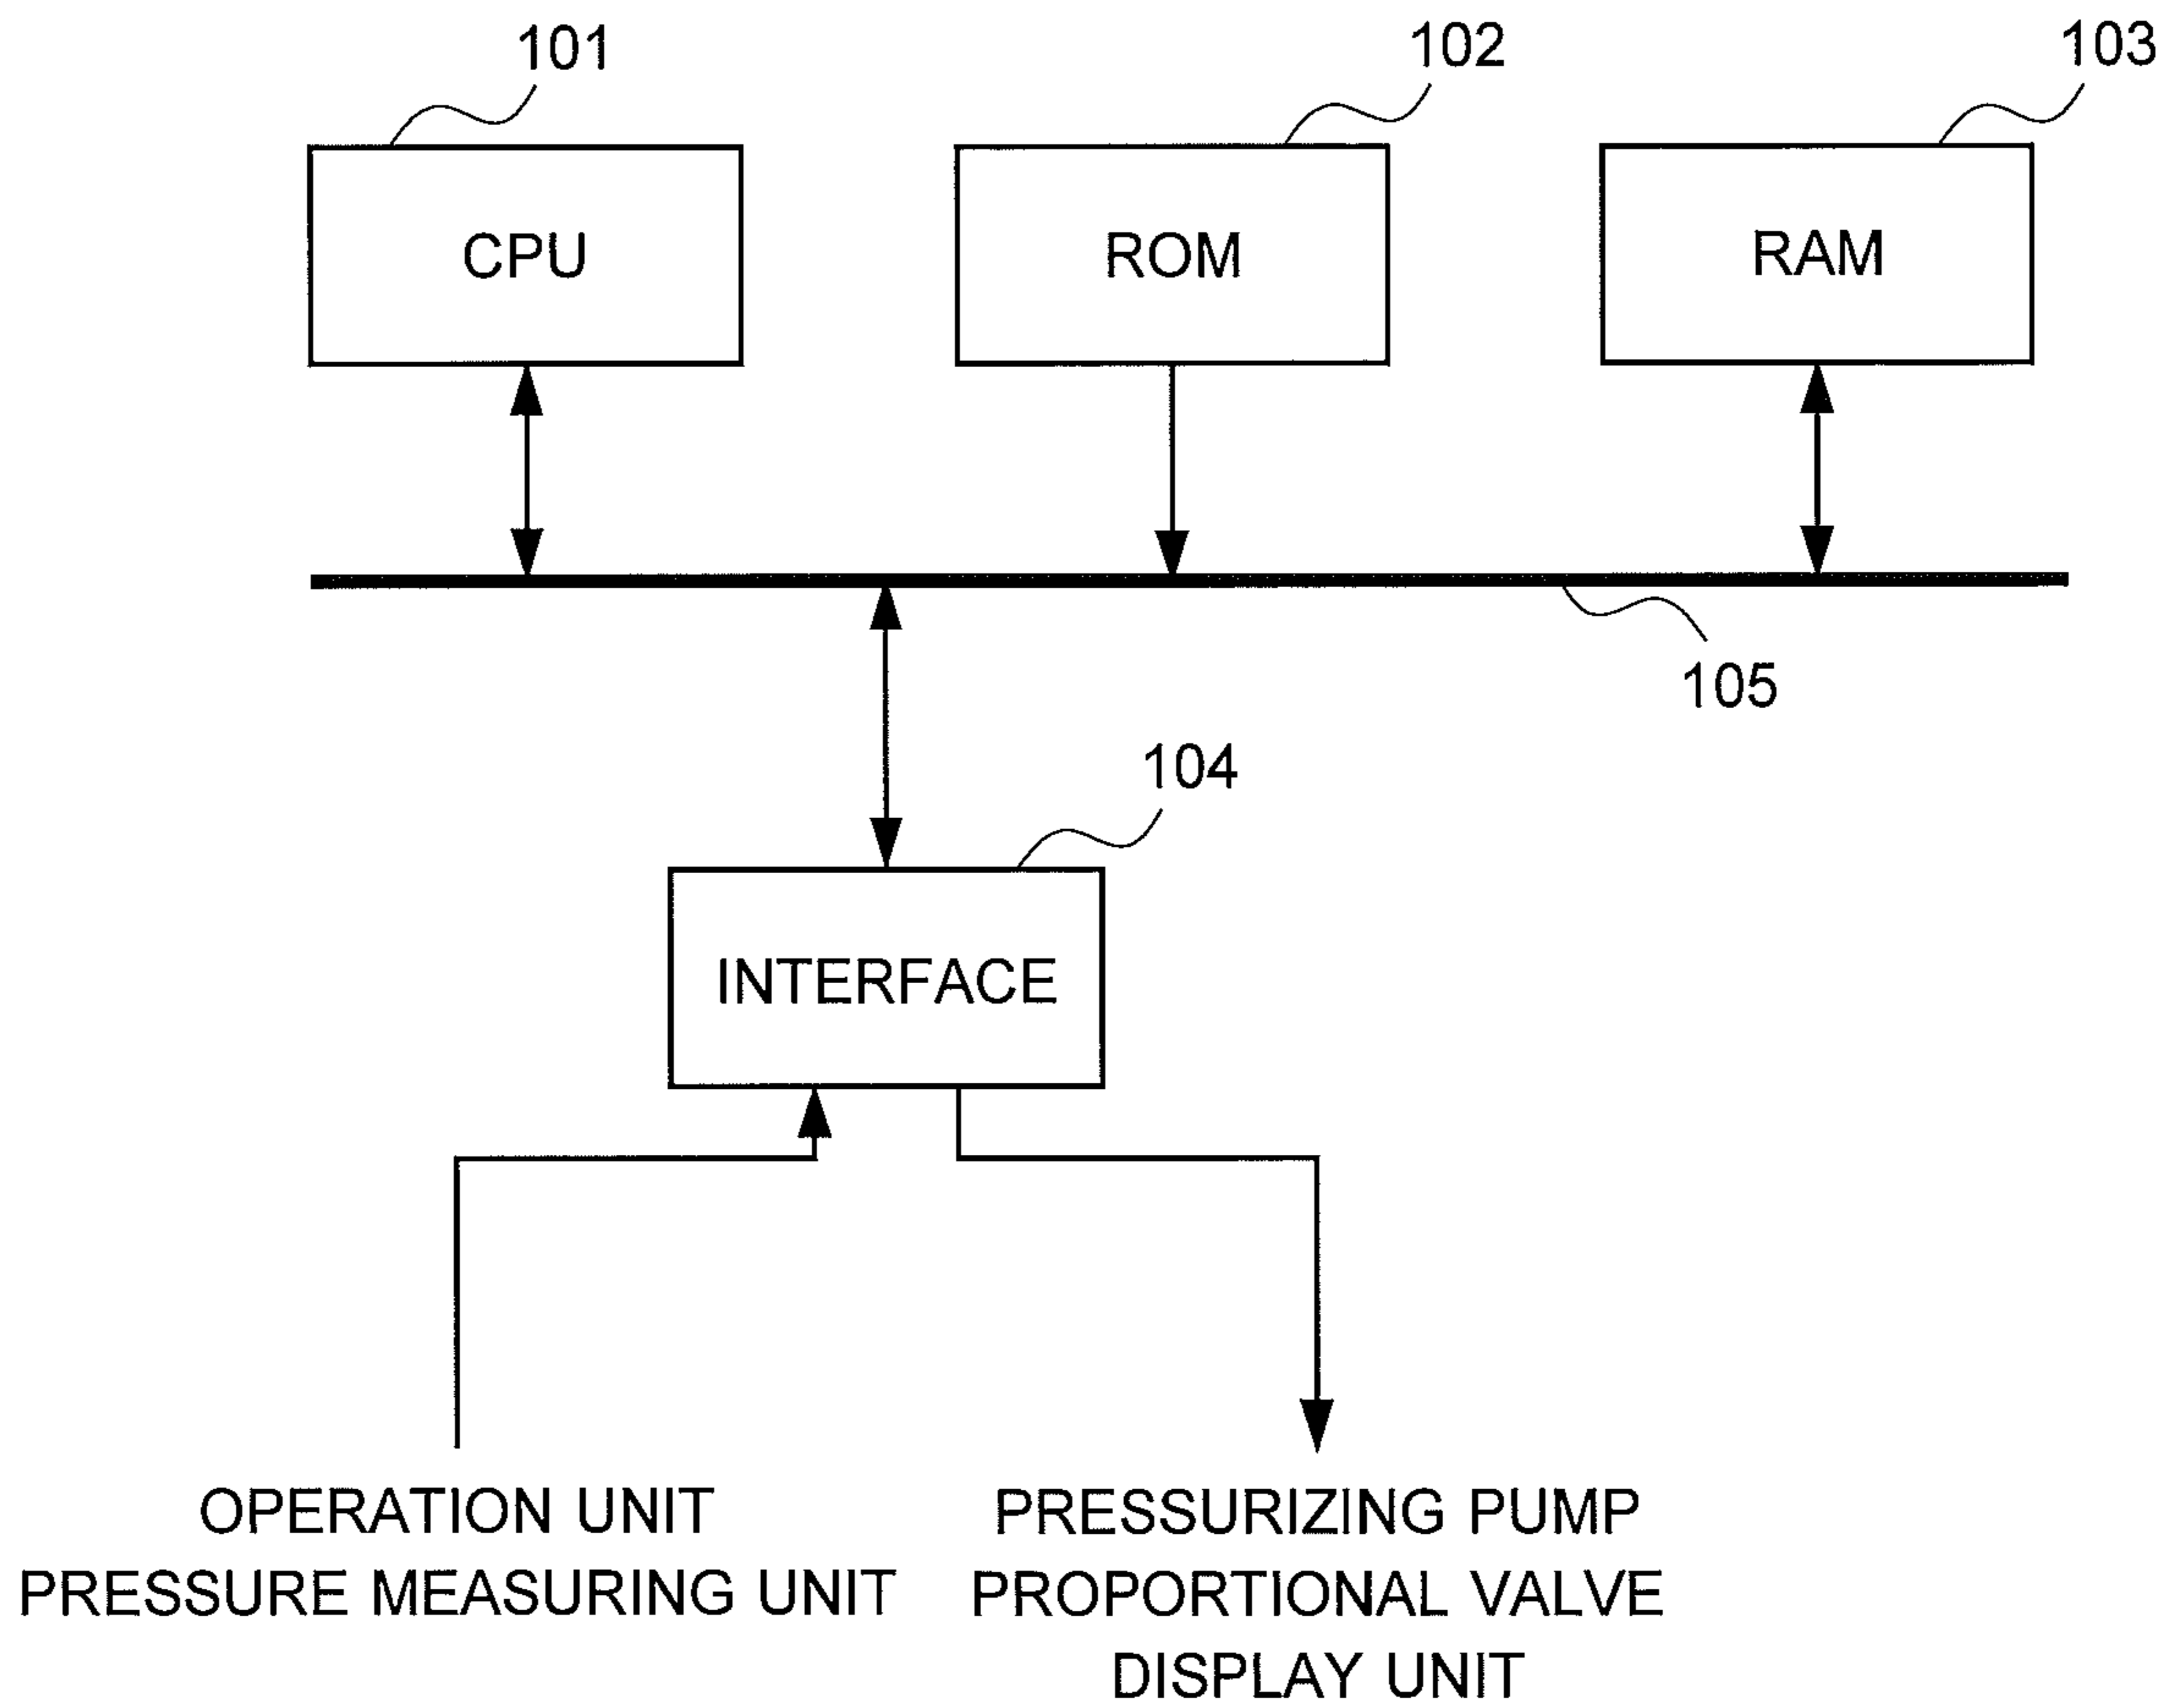 101
102
103
CPU
ROM
RAM
105
104
INTERFACE
OPERATION UNIT
PRESSURE MEASURING UNIT
PRESSURIZING PUMP
PROPORTIONAL VALVE
DISPLAY UNIT